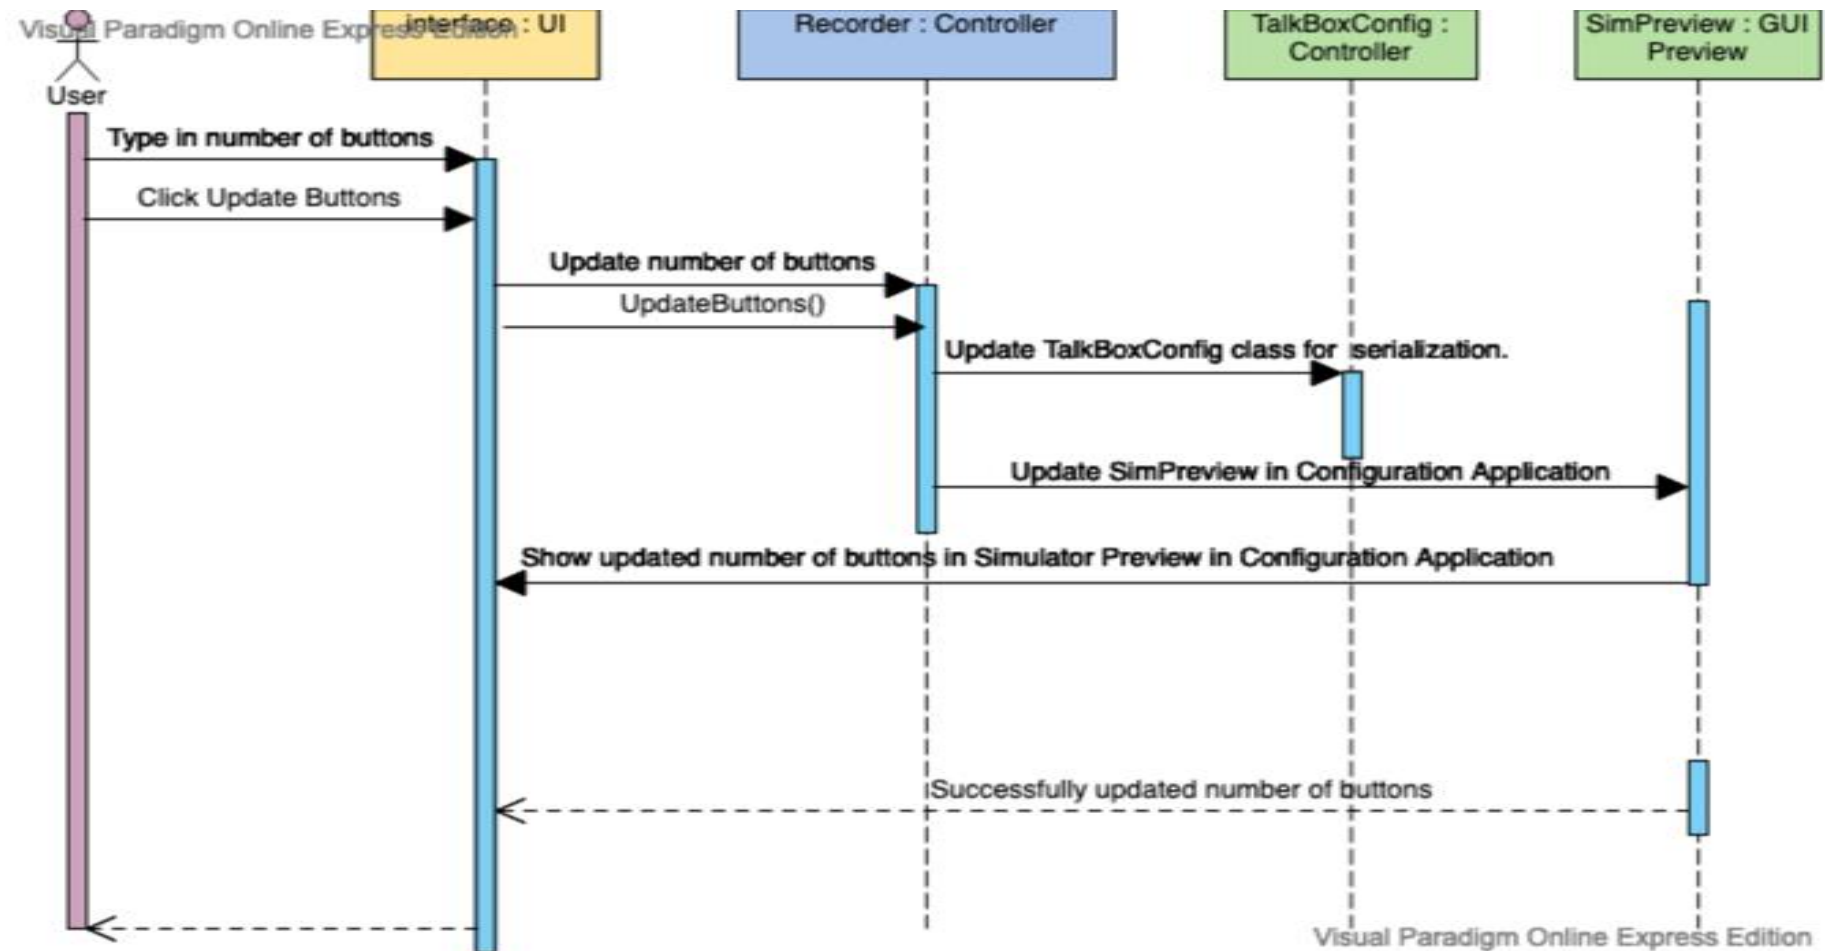 Visual Paradigm Online Express Edition
interface : UI
Recorder : Controller
TalkBoxConfig :
Controller
SimPreview : GUI
Preview
User
Type in number of buttons
Click Update Buttons
Update number of buttons
UpdateButtons()
Update TalkBoxConfig class for serialization.
Update SimPreview in Configuration Application
Show updated number of buttons in Simulator Preview in Configuration Application
Successfully updated number of buttons
Visual Paradigm Online Express Edition